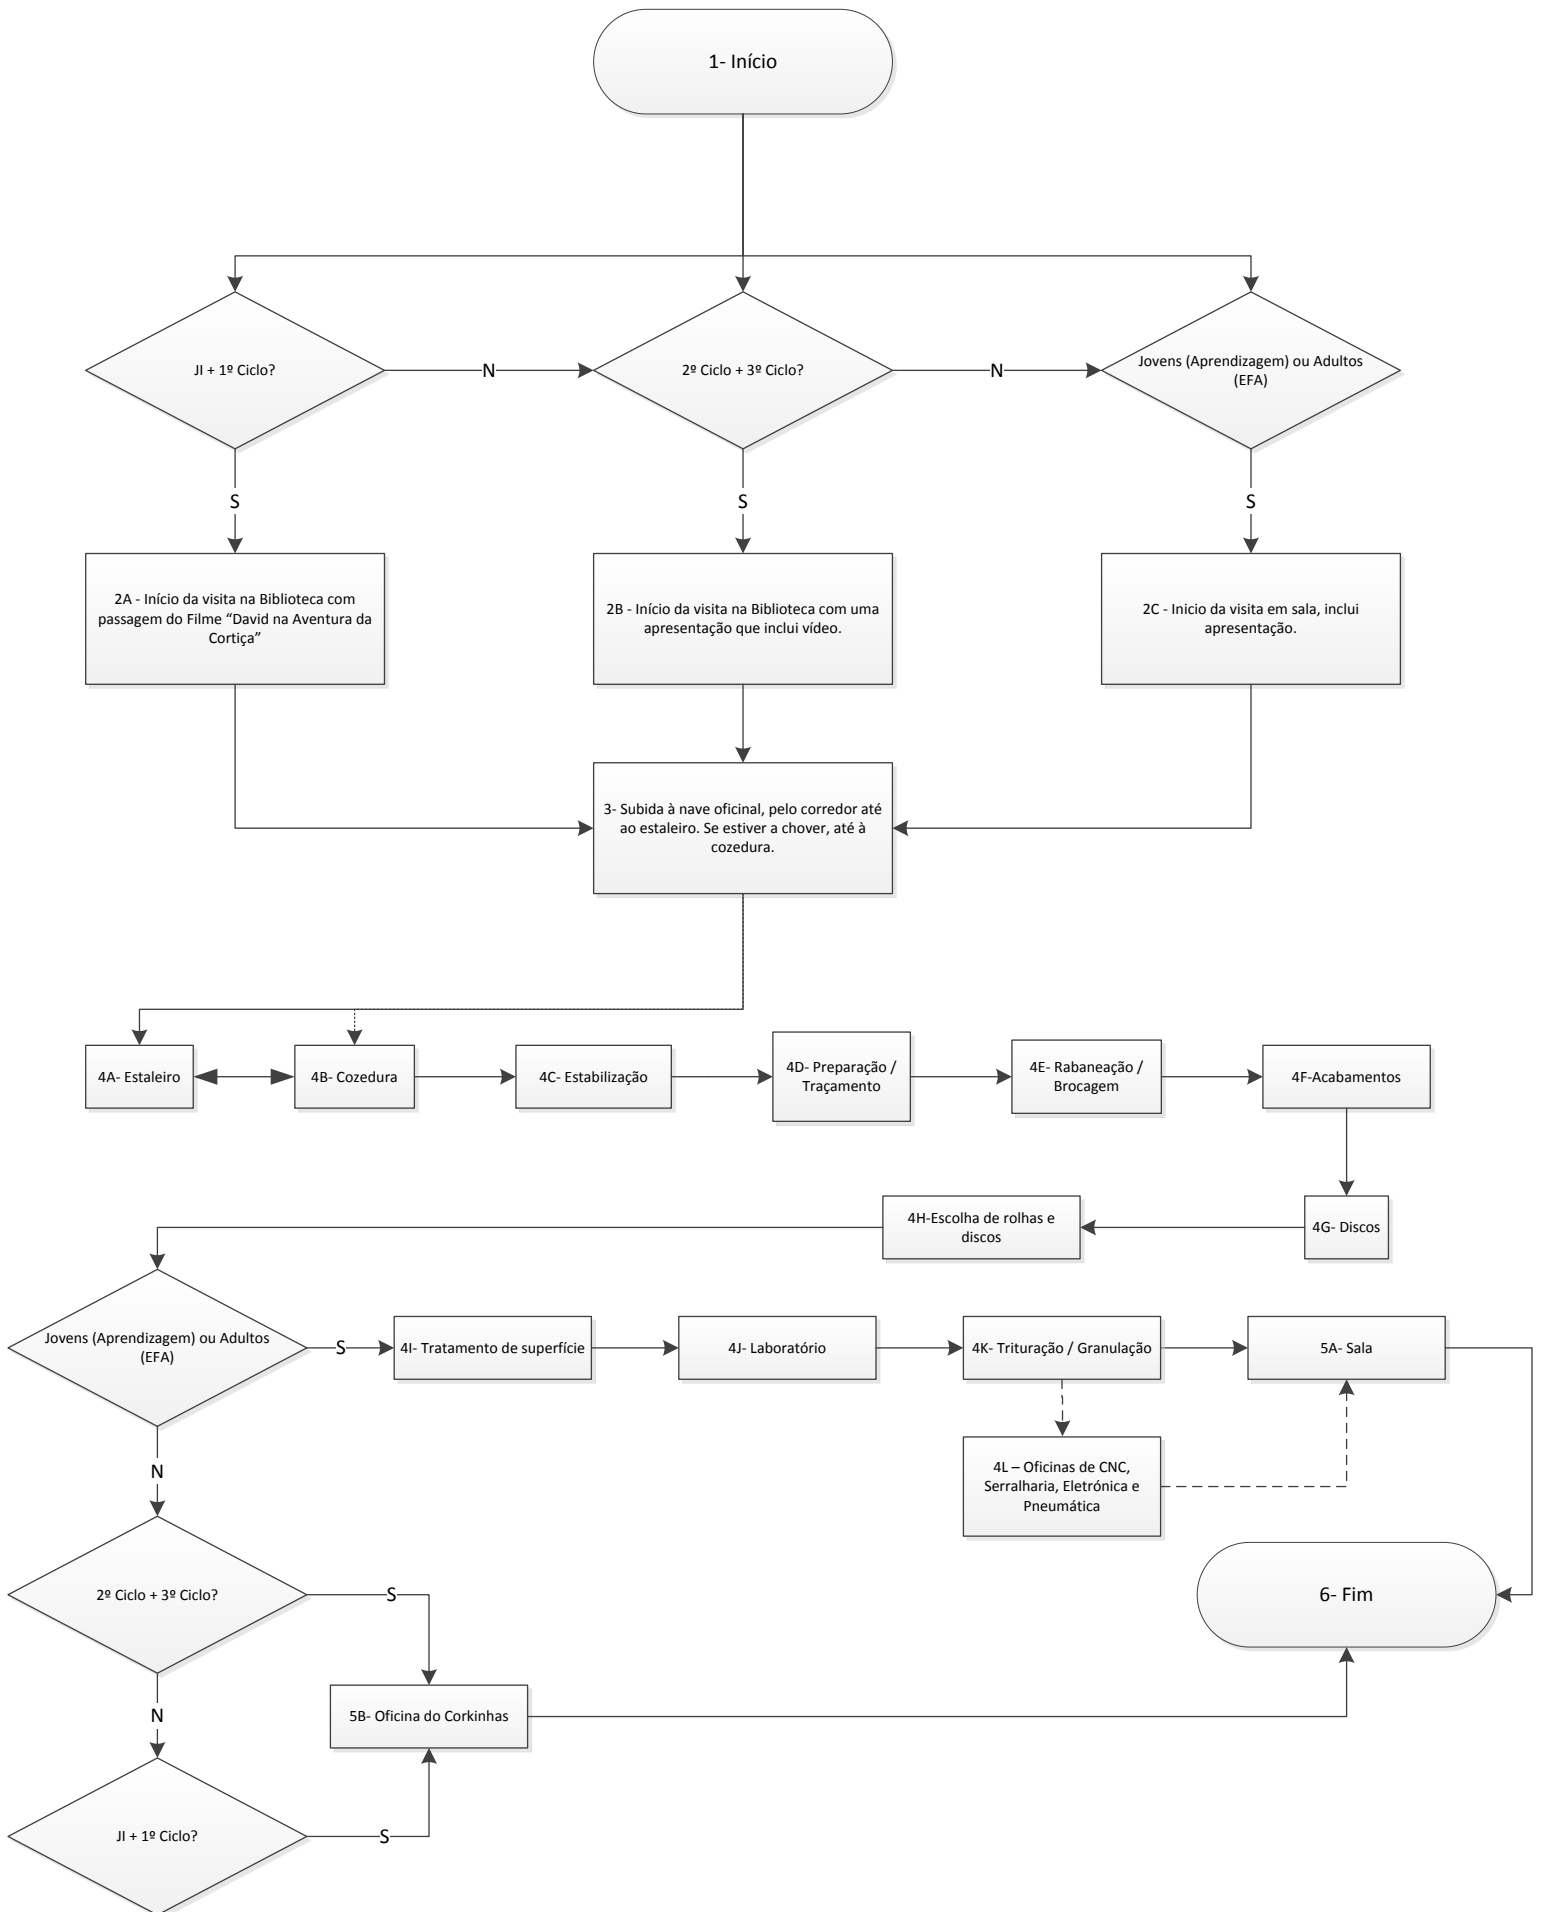 1- Início
JI + 1º Ciclo?
N
2º Ciclo + 3º Ciclo?
N
Jovens (Aprendizagem) ou Adultos
(EFA)
S
S
S
2A - Início da visita na Biblioteca com
passagem do Filme “David na Aventura da
Cortiça”
2B - Início da visita na Biblioteca com uma
apresentação que inclui vídeo.
2C - Inicio da visita em sala, inclui
apresentação.
3- Subida à nave oficinal, pelo corredor até
ao estaleiro. Se estiver a chover, até à
cozedura.
4A- Estaleiro
4B- Cozedura
4C- Estabilização
4D- Preparação /
Traçamento
4E- Rabaneação /
Brocagem
4F-Acabamentos
4G- Discos
4H-Escolha de rolhas e
discos
Jovens (Aprendizagem) ou Adultos
(EFA)
S
4I- Tratamento de superfície
4J- Laboratório
4K- Trituração / Granulação
5A- Sala
N
4L – Oficinas de CNC,
Serralharia, Eletrónica e
Pneumática
2º Ciclo + 3º Ciclo?
S
6- Fim
N
5B- Oficina do Corkinhas
JI + 1º Ciclo?
S